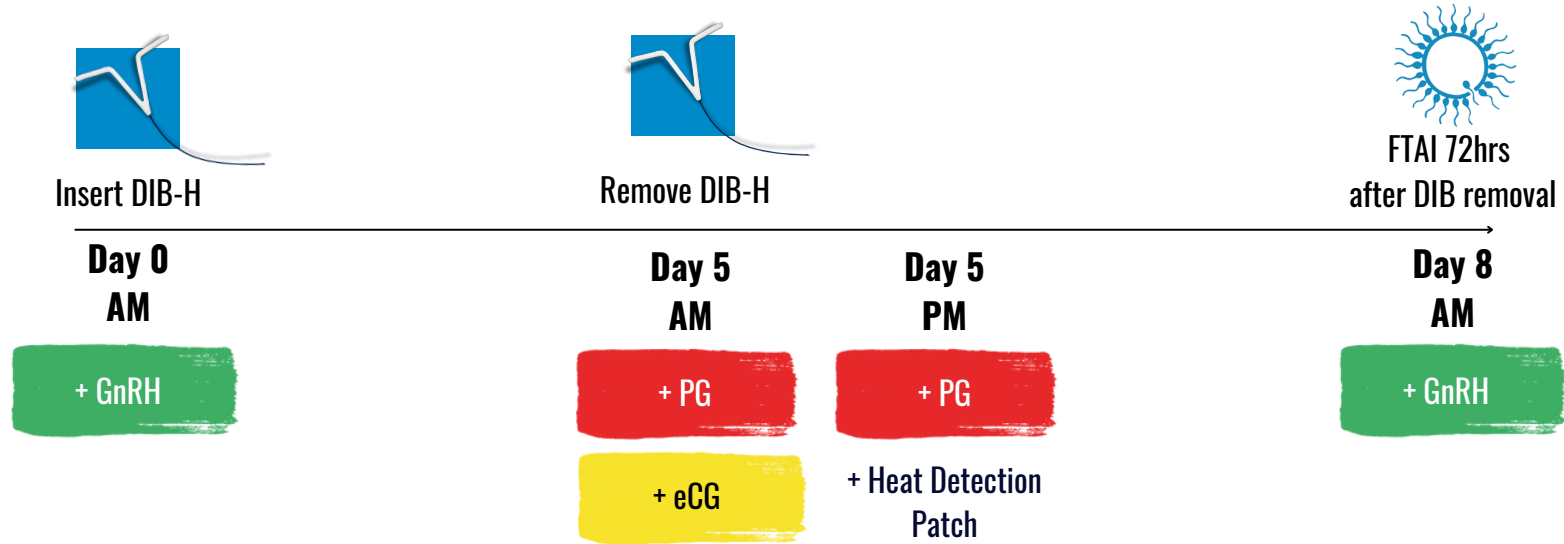 Insert DIB-H
Remove DIB-H
FTAI 72hrs
after DIB removal
Day 0
AM
Day 5
AM
Day 5
PM
Day 8
AM
+ GnRH
+ PG
+ PG
+ GnRH
+ eCG
+ Heat Detection
Patch